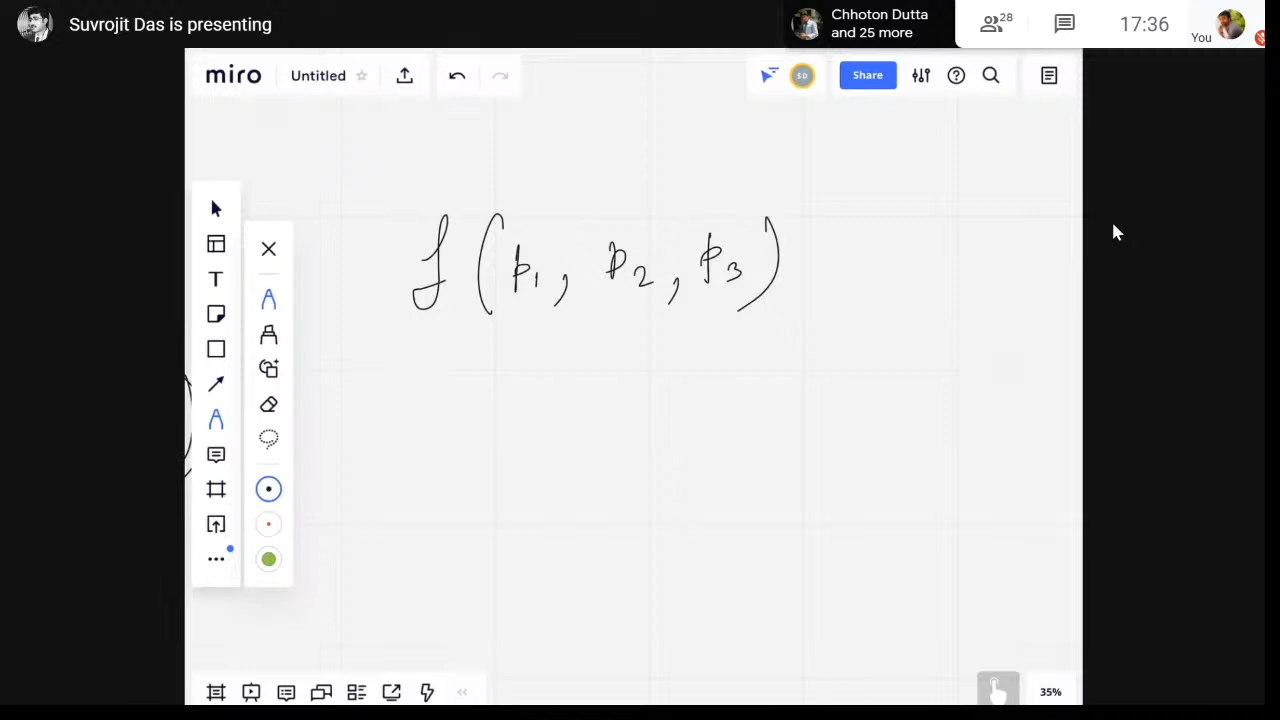 Suvrojit Das is presenting
Chhoton Dutta
and 25 more
28
17:36
You
miro
Untitled
SD
Share
T
f(p1, p2, p3)
35%